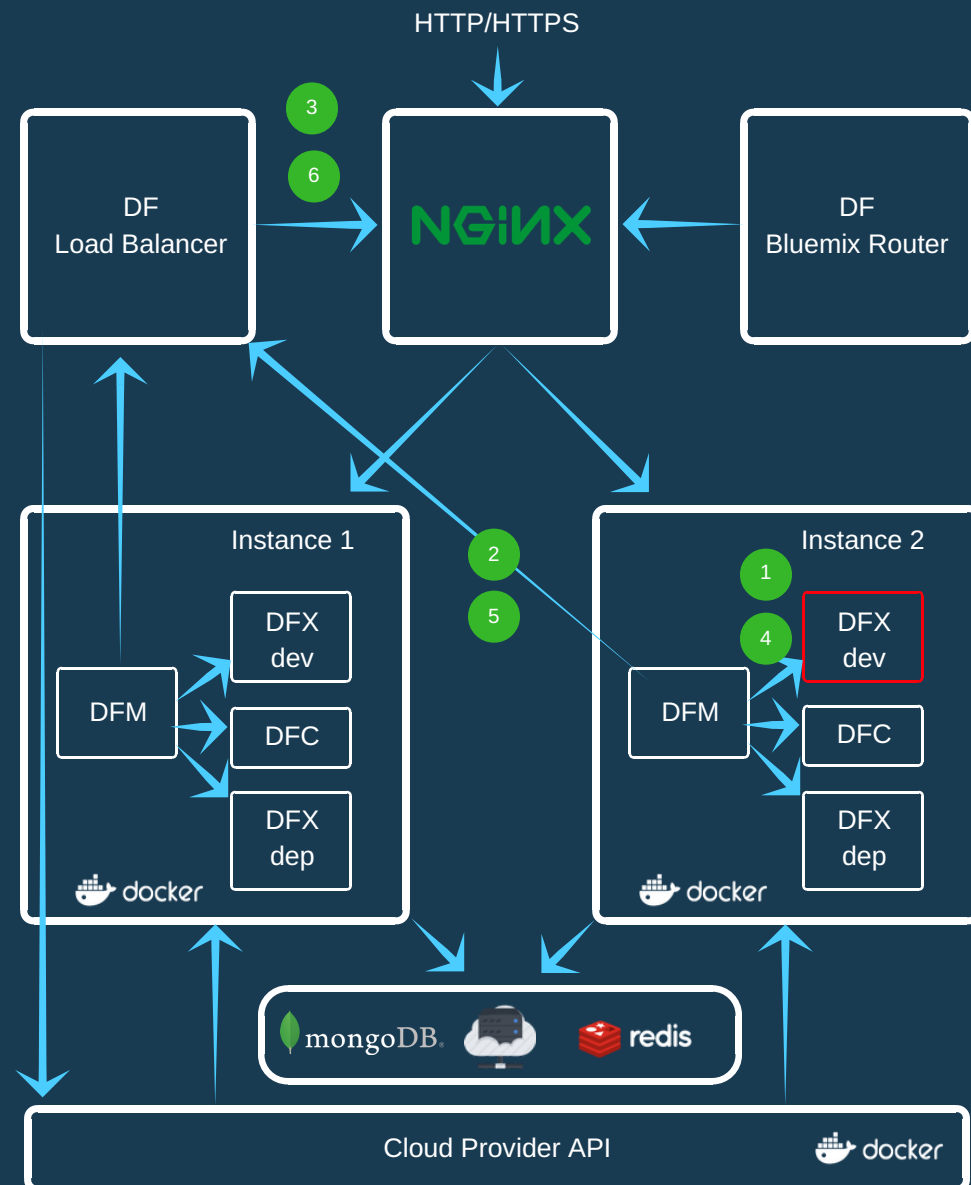 HTTP/HTTPS
3
6
DF
Load Balancer
NGINX
DF
Bluemix Router
Instance 1
DFX
dev
DFM
DFC
DFX
dep
docker
2
5
Instance 2
1
4
DFX
dev
DFM
DFC
DFX
dep
docker
mongoDB
redis
Cloud Provider API
docker